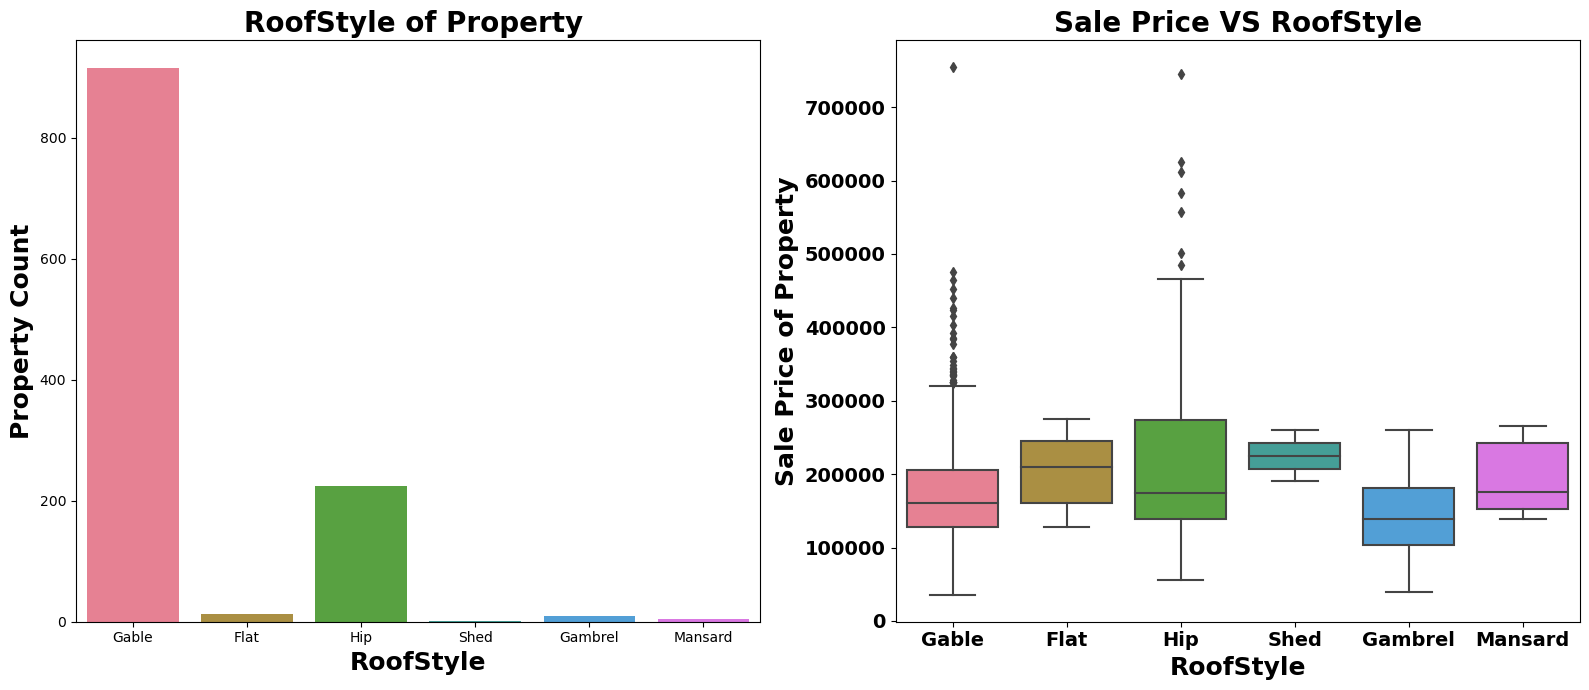 RoofStyle of Property
Property Count
800
600
400
200
0
Gable Flat Hip Shed Gambrel Mansard
RoofStyle
Sale Price VS RoofStyle
Sale Price of Property
700000
600000
500000
400000
300000
200000
100000
0
Gable Flat Hip Shed Gambrel Mansard
RoofStyle